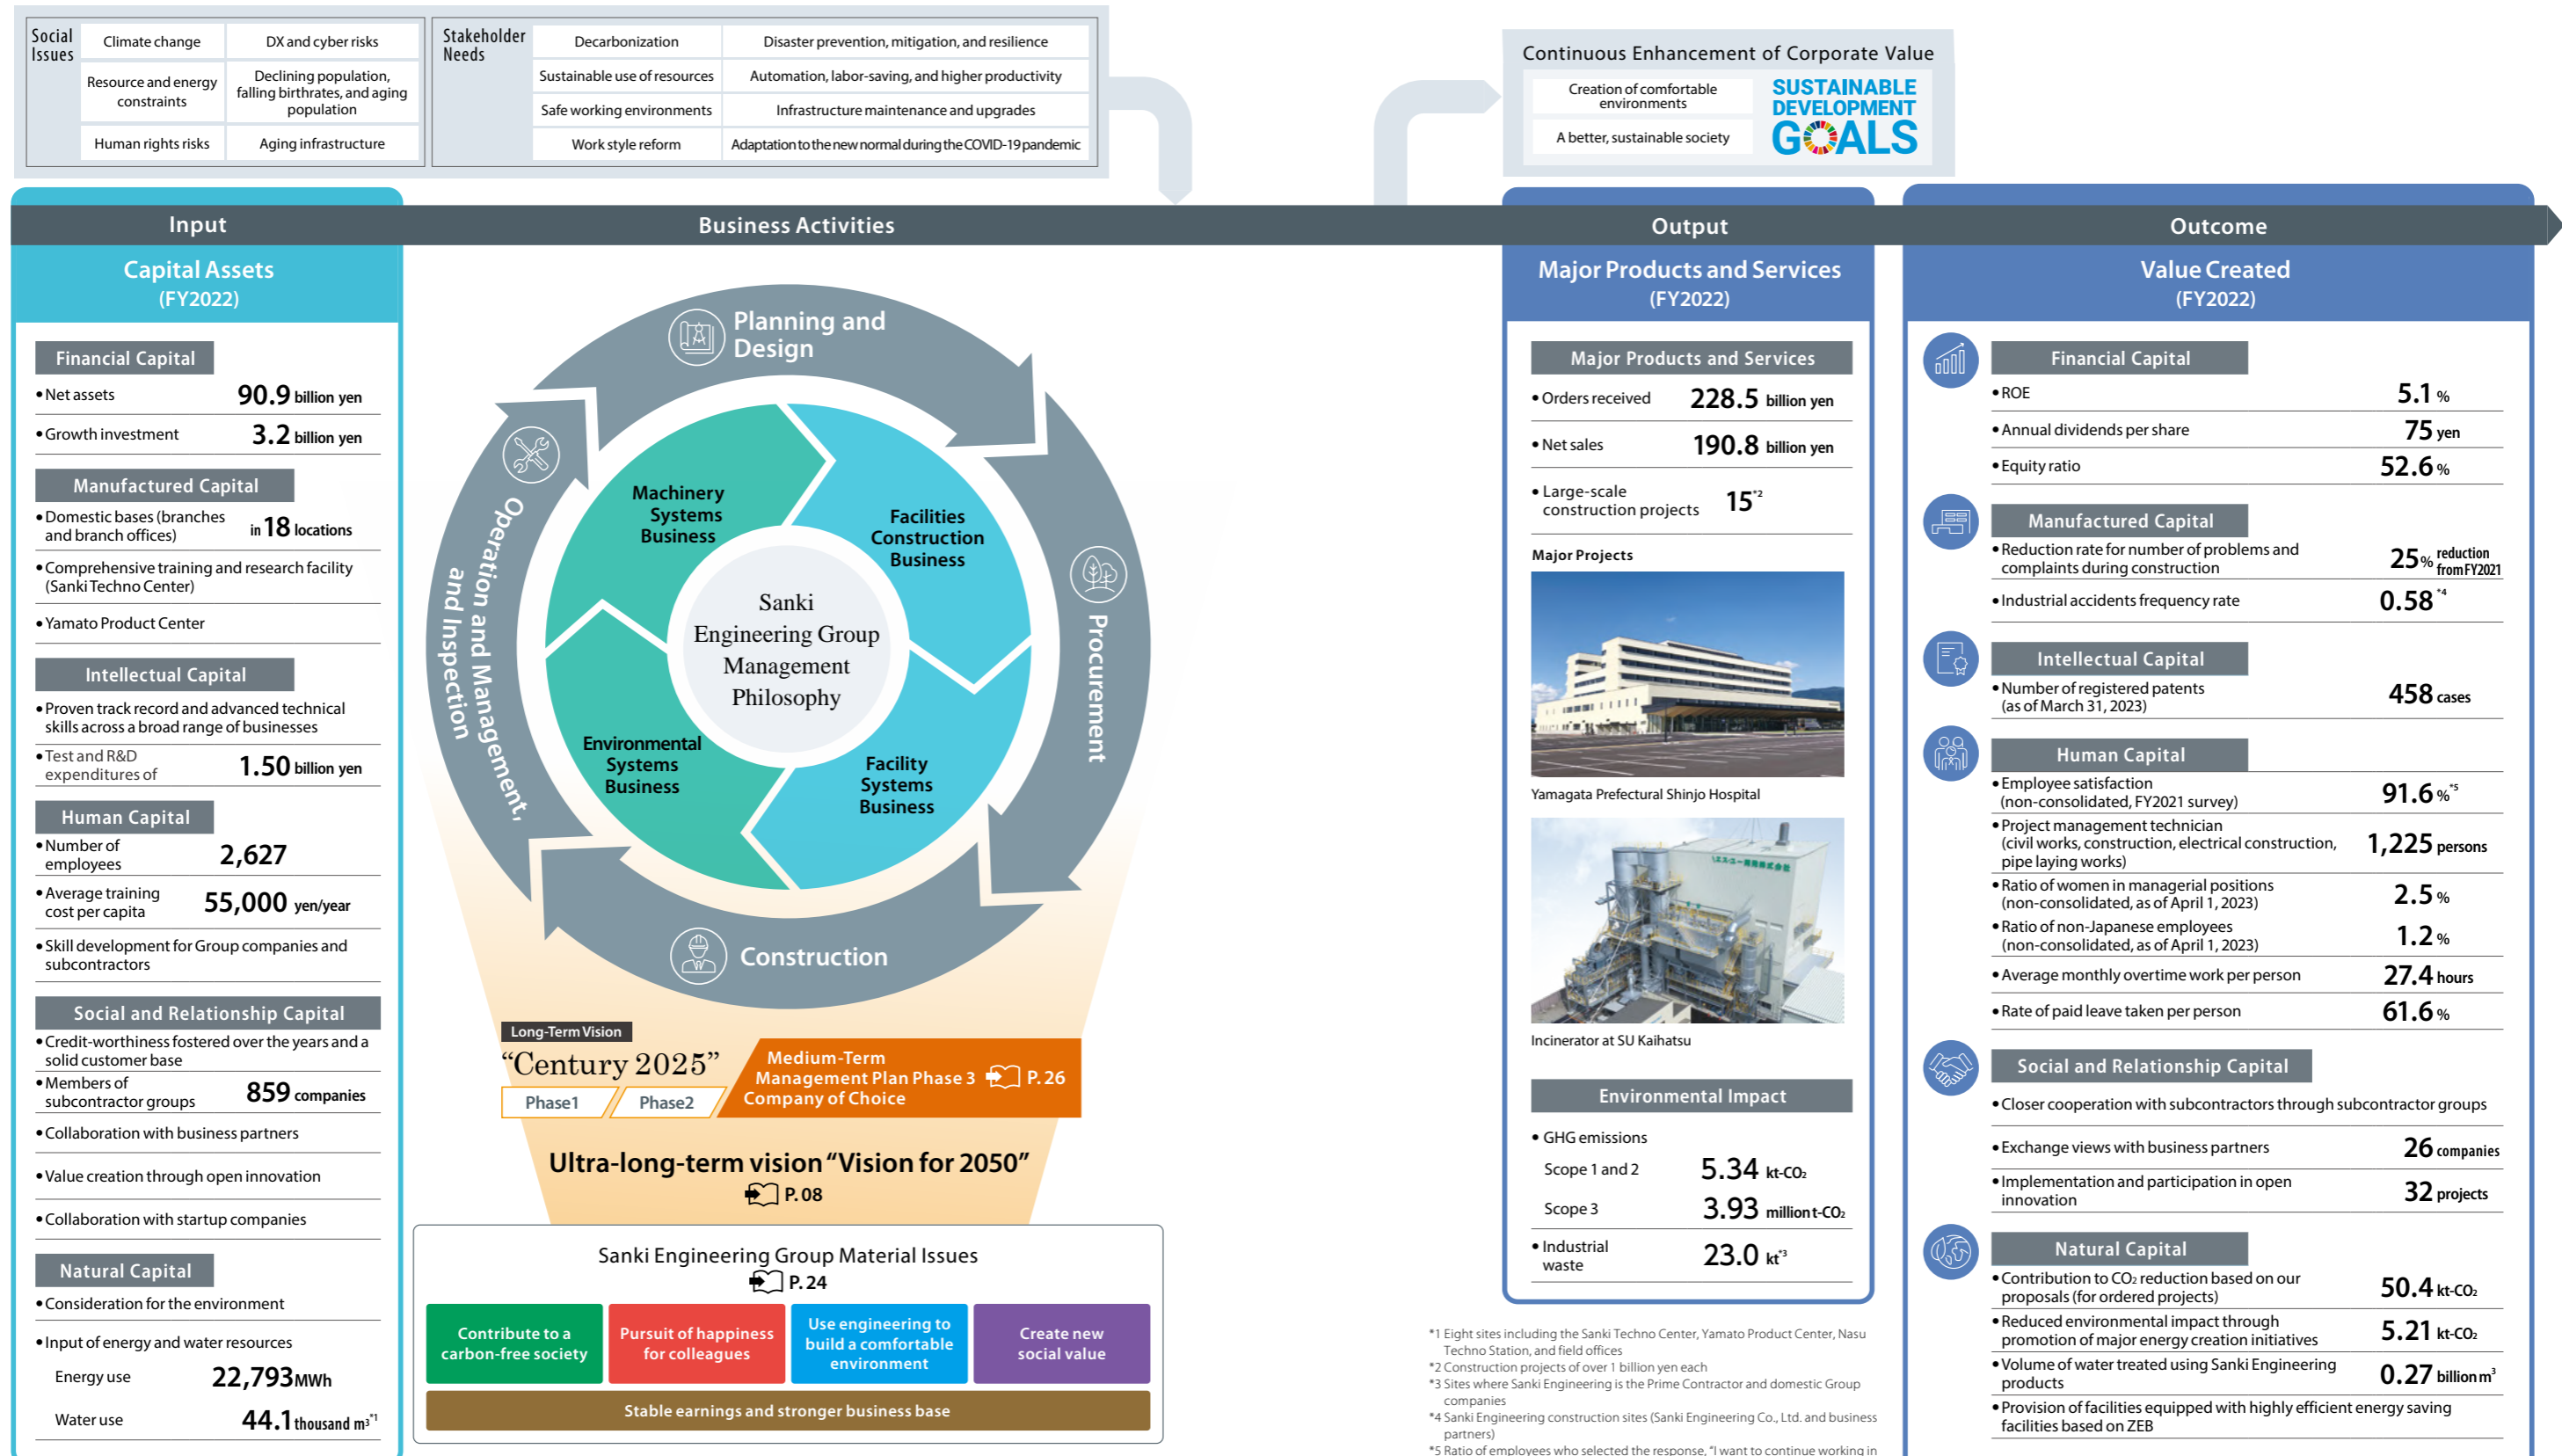 Social
Issues
Climate change
DX and cyber risks
Resource and energy
constraints
Declining population,
falling birthrates, and aging
population
Human rights risks
Aging infrastructure
Stakeholder
Needs
Decarbonization
Disaster prevention, mitigation, and resilience
Sustainable use of resources
Automation, labor-saving, and higher productivity
Safe working environments
Infrastructure maintenance and upgrades
Work style reform
Adaptation to the new normal during the COVID-19 pandemic
Continuous Enhancement of Corporate Value
Creation of comfortable
environments
A better, sustainable society
SUSTAINABLE
DEVELOPMENT
GOALS
Input
Business Activities
Output
Outcome
Capital Assets
(FY2022)
Financial Capital
•Net assets 90.9 billion yen
•Growth investment 3.2 billion yen
Manufactured Capital
•Domestic bases (branches
and branch offices) in 18 locations
•Comprehensive training and research facility
(Sanki Techno Center)
•Yamato Product Center
Intellectual Capital
•Proven track record and advanced technical
skills across a broad range of businesses
•Test and R&D
expenditures of 1.50 billion yen
Human Capital
•Number of
employees 2,627
•Average training
cost per capita 55,000 yen/year
•Skill development for Group companies and
subcontractors
Social and Relationship Capital
•Credit-worthiness fostered over the years and a
solid customer base
•Members of
subcontractor groups 859 companies
•Collaboration with business partners
•Value creation through open innovation
•Collaboration with startup companies
Natural Capital
•Consideration for the environment
•Input of energy and water resources
Energy use 22,793 MWh
Water use 44.1 thousand m³*1
Planning and
Design
Procurement
Construction
Operation and Management,
and Inspection
Machinery
Systems
Business
Facilities
Construction
Business
Environmental
Systems
Business
Facility
Systems
Business
Sanki
Engineering Group
Management
Philosophy
Long-Term Vision
“Century 2025”
Phase1
Phase2
Medium-Term
Management Plan Phase 3 P. 26
Company of Choice
Ultra-long-term vision “Vision for 2050”
P. 08
Sanki Engineering Group Material Issues
P. 24
Contribute to a
carbon-free society
Pursuit of happiness
for colleagues
Use engineering to
build a comfortable
environment
Create new
social value
Stable earnings and stronger business base
Major Products and Services
(FY2022)
Major Products and Services
• Orders received 228.5 billion yen
• Net sales 190.8 billion yen
• Large-scale
construction projects 15*2
Major Projects
Yamagata Prefectural Shinjo Hospital
Incinerator at SU Kaihatsu
Environmental Impact
• GHG emissions
Scope 1 and 2 5.34 kt-CO₂
Scope 3 3.93 million t-CO₂
• Industrial
waste 23.0 kt*3
*1 Eight sites including the Sanki Techno Center, Yamato Product Center, Nasu
Techno Station, and field offices
*2 Construction projects of over 1 billion yen each
*3 Sites where Sanki Engineering is the Prime Contractor and domestic Group
companies
*4 Sanki Engineering construction sites (Sanki Engineering Co., Ltd. and business
partners)
*5 Ratio of employees who selected the response, “I want to continue working in
Value Created
(FY2022)
Financial Capital
•ROE 5.1 %
•Annual dividends per share 75 yen
•Equity ratio 52.6 %
Manufactured Capital
•Reduction rate for number of problems and
complaints during construction 25% reduction
from FY2021
•Industrial accidents frequency rate 0.58 *4
Intellectual Capital
•Number of registered patents
(as of March 31, 2023) 458 cases
Human Capital
•Employee satisfaction
(non-consolidated, FY2021 survey) 91.6 %*5
•Project management technician
(civil works, construction, electrical construction,
pipe laying works) 1,225 persons
•Ratio of women in managerial positions
(non-consolidated, as of April 1, 2023) 2.5 %
•Ratio of non-Japanese employees
(non-consolidated, as of April 1, 2023) 1.2 %
•Average monthly overtime work per person 27.4 hours
•Rate of paid leave taken per person 61.6 %
Social and Relationship Capital
•Closer cooperation with subcontractors through subcontractor groups
•Exchange views with business partners 26 companies
•Implementation and participation in open
innovation 32 projects
Natural Capital
•Contribution to CO₂ reduction based on our
proposals (for ordered projects) 50.4 kt-CO₂
•Reduced environmental impact through
promotion of major energy creation initiatives 5.21 kt-CO₂
•Volume of water treated using Sanki Engineering
products 0.27 billion m³
•Provision of facilities equipped with highly efficient energy saving
facilities based on ZEB